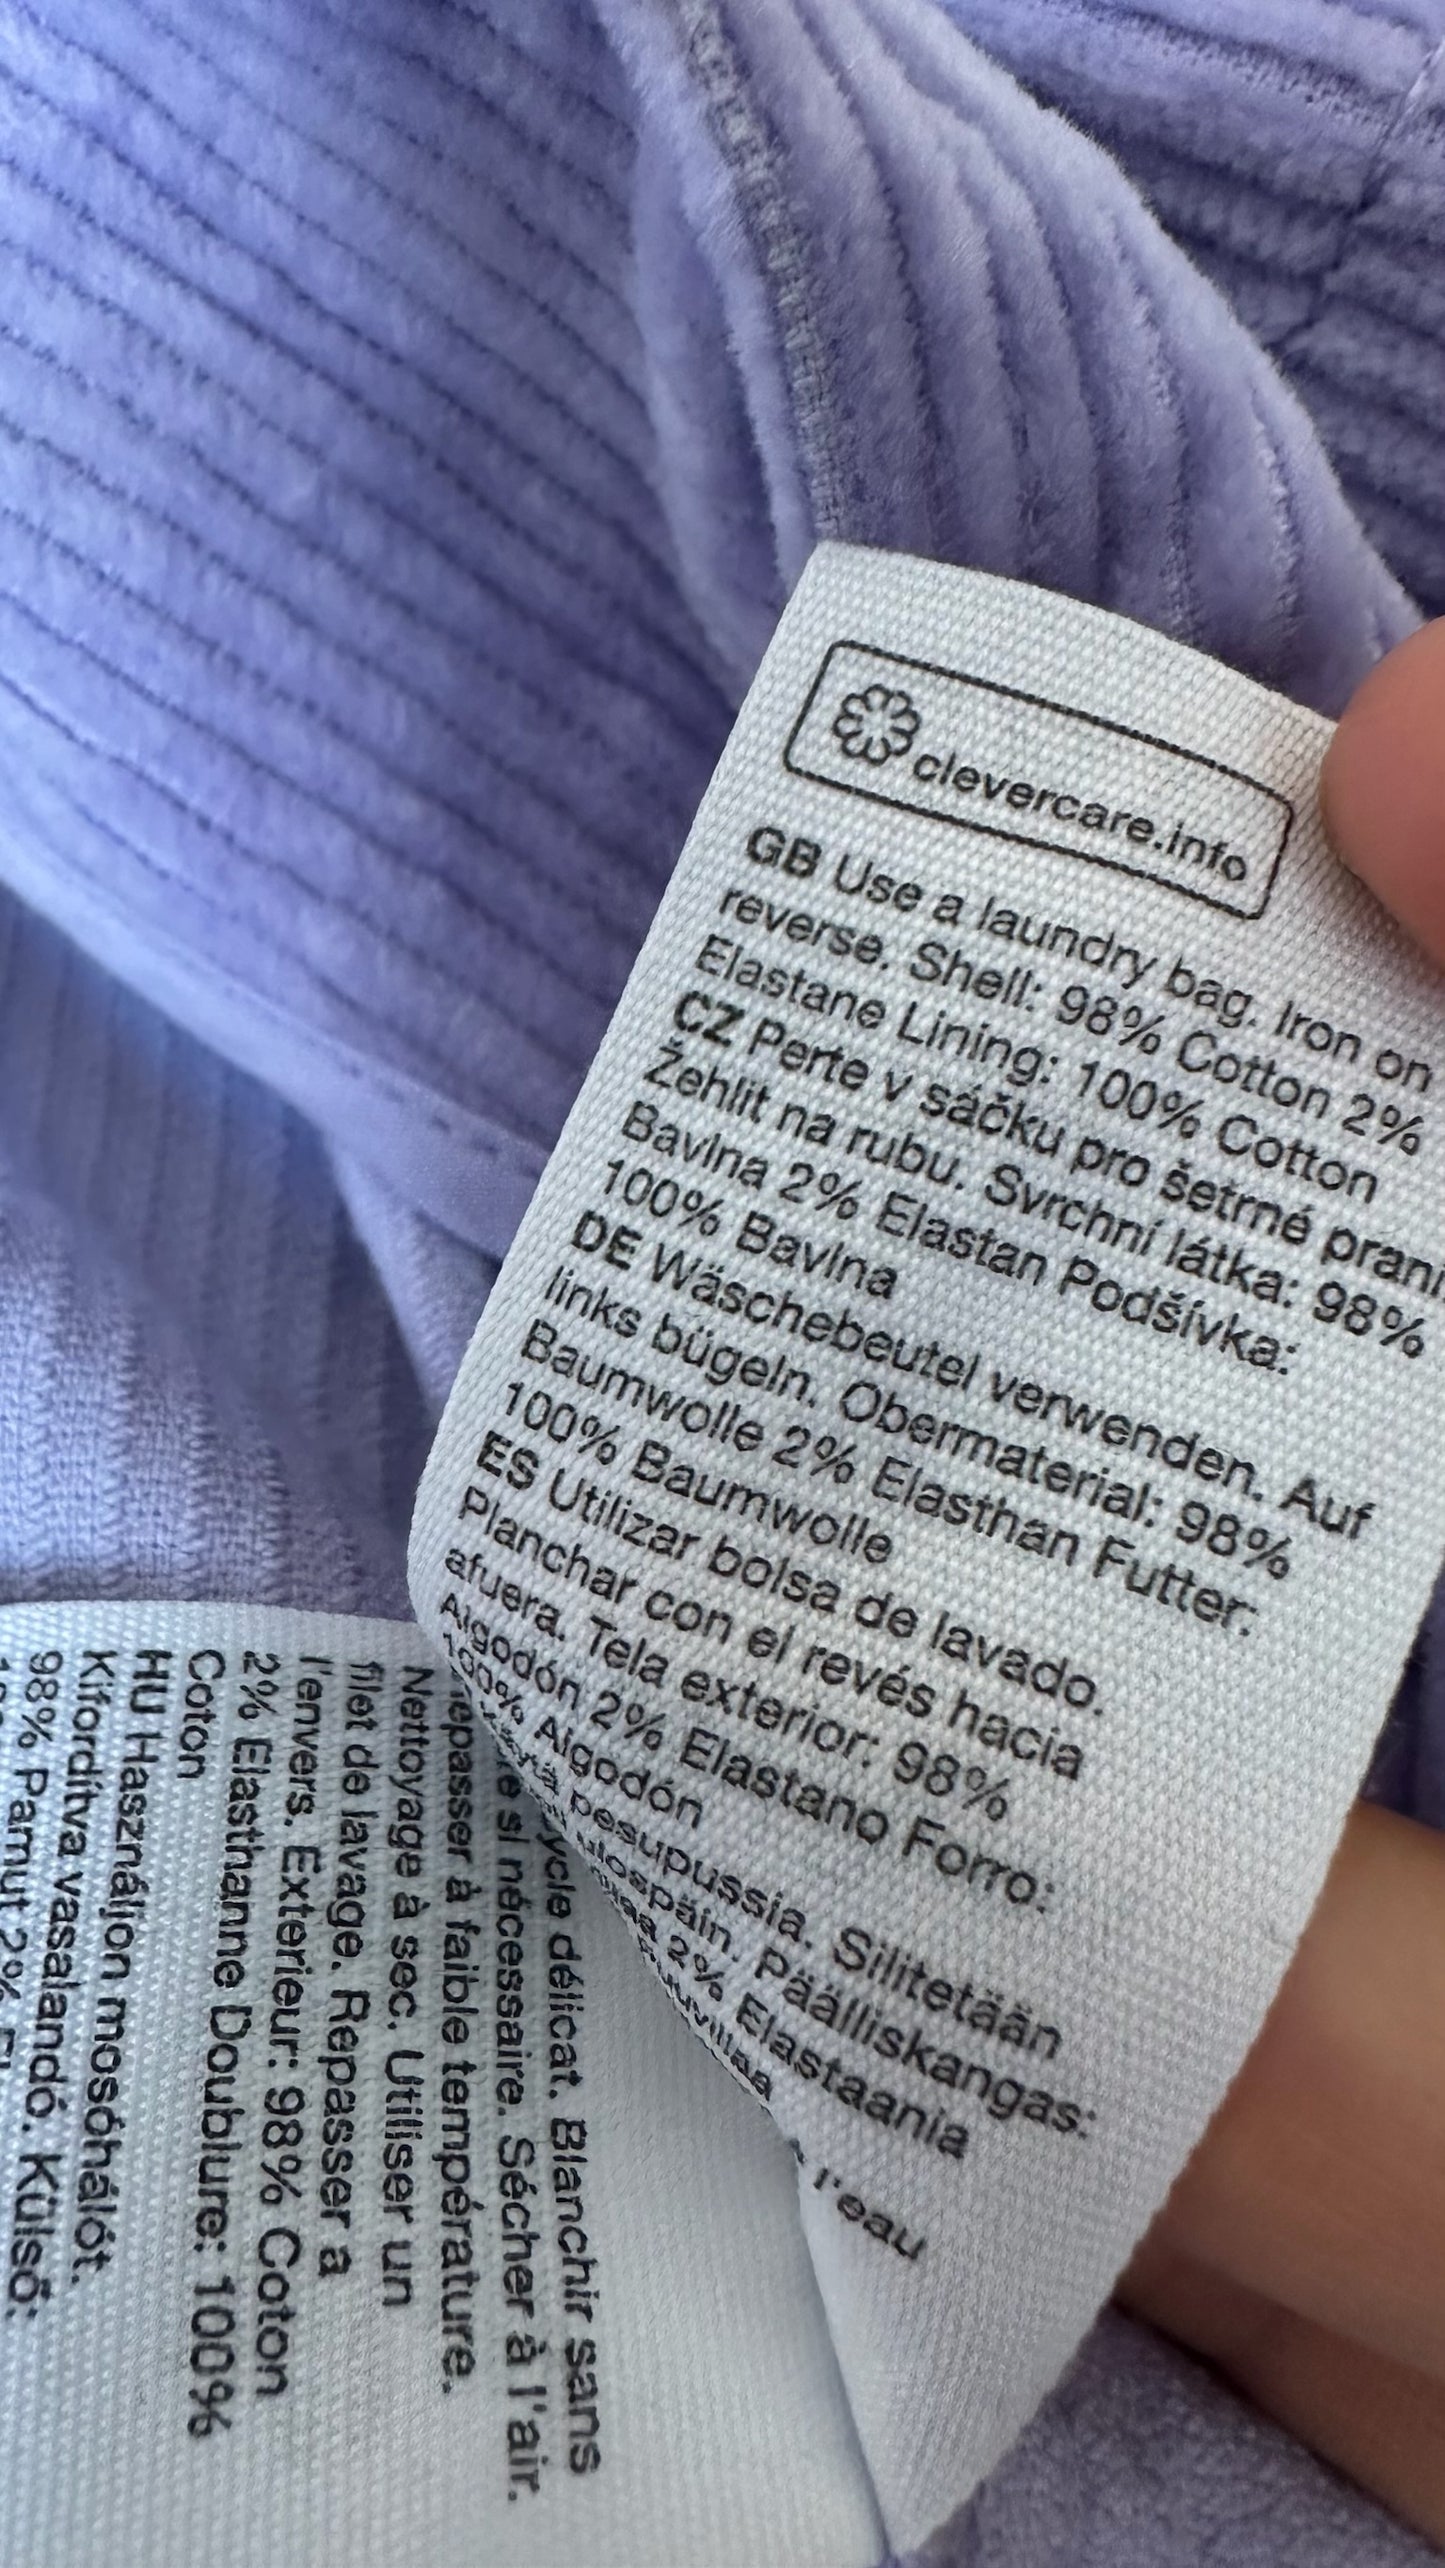 clevercare.info
GB Use a laundry bag. Iron on
reverse. Shell: 98% Cotton 2%
Elastane Lining: 100% Cotton
CZ Perte v sáčku pro šetrné praní
Žehlit na rubu. Svrchní látka: 98%
Bavlna 2% Elastan Podšívka:
100% Bavlna
DE Wäschebeutel verwenden. Auf
links bügeln. Obermaterial: 98%
Baumwolle 2% Elasthan Futter:
100% Baumwolle
ES Utilizar bolsa de lavado.
Planchar con el revés hacia
afuera. Tela exterior: 98%
Algodón 2% Elastano Forro:
100% Algodón
pesupussia. Silitetään
Päälliskangas:
2% Elastaania
l'eau
délicat. Blanchir sans
si nécessaire. Sécher à l'air.
repasser à faible température.
Nettoyage à sec. Utiliser un
filet de lavage. Repasser à
l'envers. Exterieur: 98% Coton
2% Elasthanne Doublure: 100%
Coton
HU Használjon mosóhálót.
Kifordítva vasalandó. Külső:
98% Pamut 2%